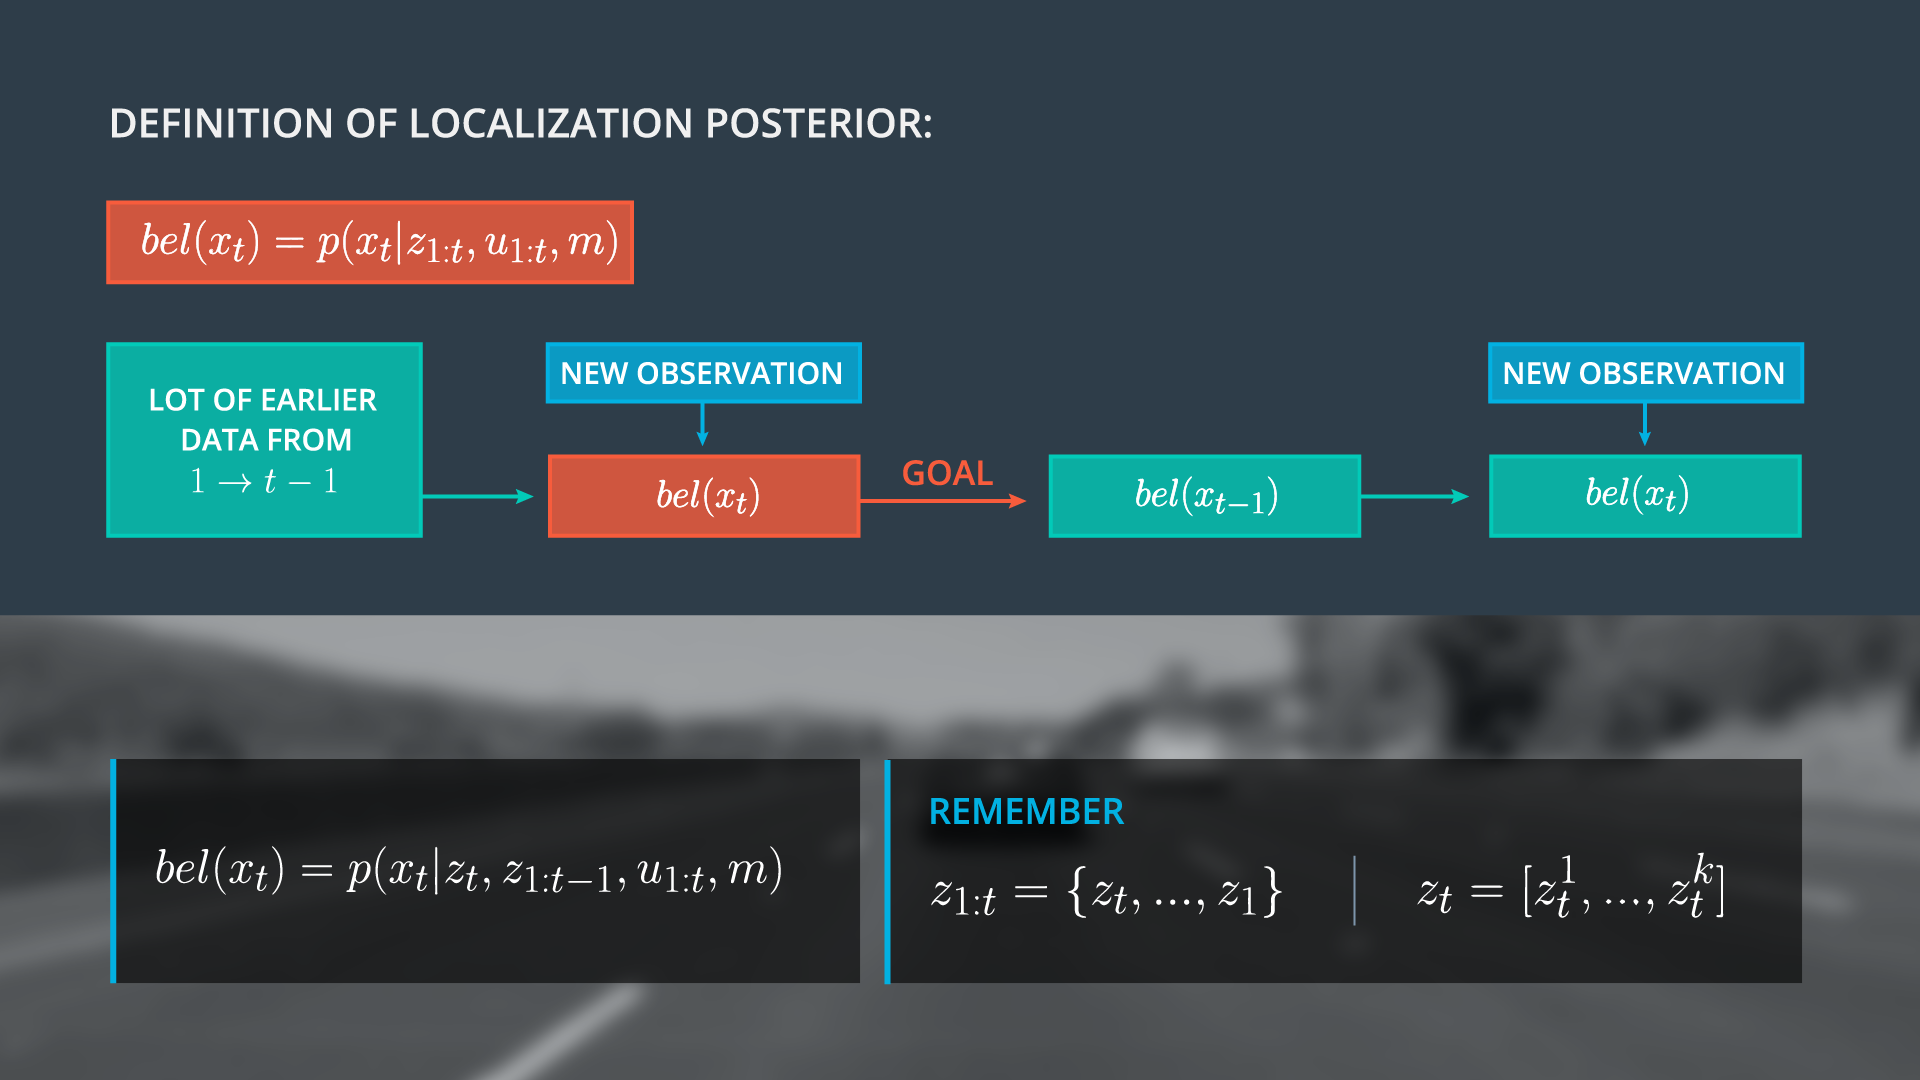 DEFINITION OF LOCALIZATION POSTERIOR:
bel(x_t) = p(x_t|z_{1:t}, u_{1:t}, m)
LOT OF EARLIER
DATA FROM
1 → t − 1
NEW OBSERVATION
bel(x_t)
GOAL
bel(x_{t−1})
NEW OBSERVATION
bel(x_t)
bel(x_t) = p(x_t|z_t, z_{1:t−1}, u_{1:t}, m)
REMEMBER
z_{1:t} = {z_t, ..., z_1}
z_t = [z_t^1, ..., z_t^k]